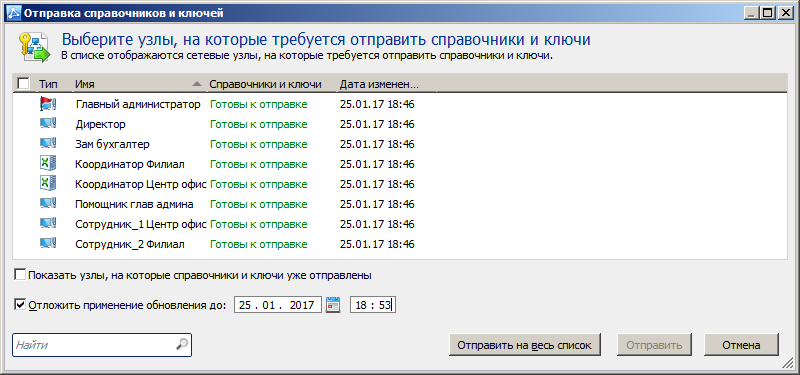 Отправка справочников и ключей
Выберите узлы, на которые требуется отправить справочники и ключи
В списке отображаются сетевые узлы, на которые требуется отправить справочники и ключи.
Тип Имя Справочники и ключи Дата изменен...
Главный администратор Готовы к отправке 25.01.17 18:46
Директор Готовы к отправке 25.01.17 18:46
Зам бухгалтер Готовы к отправке 25.01.17 18:46
Координатор Филиал Готовы к отправке 25.01.17 18:46
Координатор Центр офис Готовы к отправке 25.01.17 18:46
Помощник глав админа Готовы к отправке 25.01.17 18:46
Сотрудник_1 Центр офис Готовы к отправке 25.01.17 18:46
Сотрудник_2 Филиал Готовы к отправке 25.01.17 18:46
Показать узлы, на которые справочники и ключи уже отправлены
Отложить применение обновления до: 25 . 01 . 2017 18 : 53
Найти Отправить на весь список Отправить Отмена